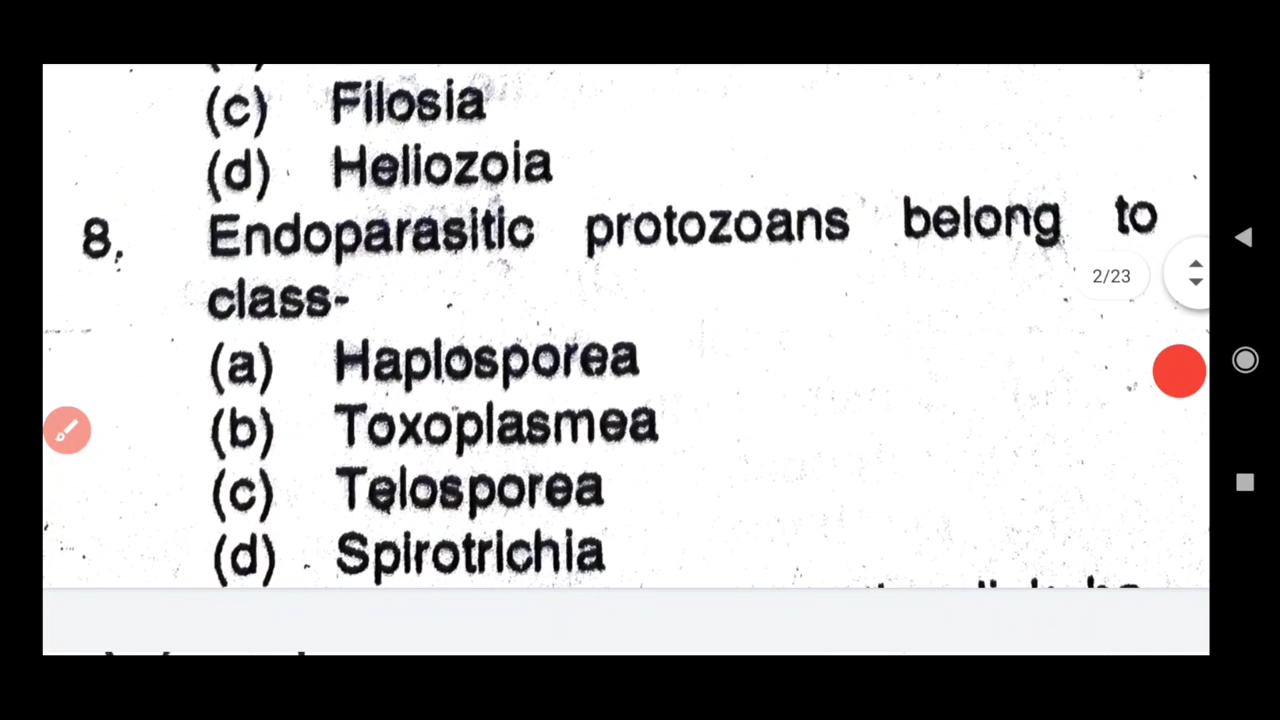 (c) Filosia
(d) Heliozoia
8. Endoparasitic protozoans belong to
2/23
class-
(a) Haplosporea
(b) Toxoplasmea
(c) Telosporea
(d) Spirotrichia